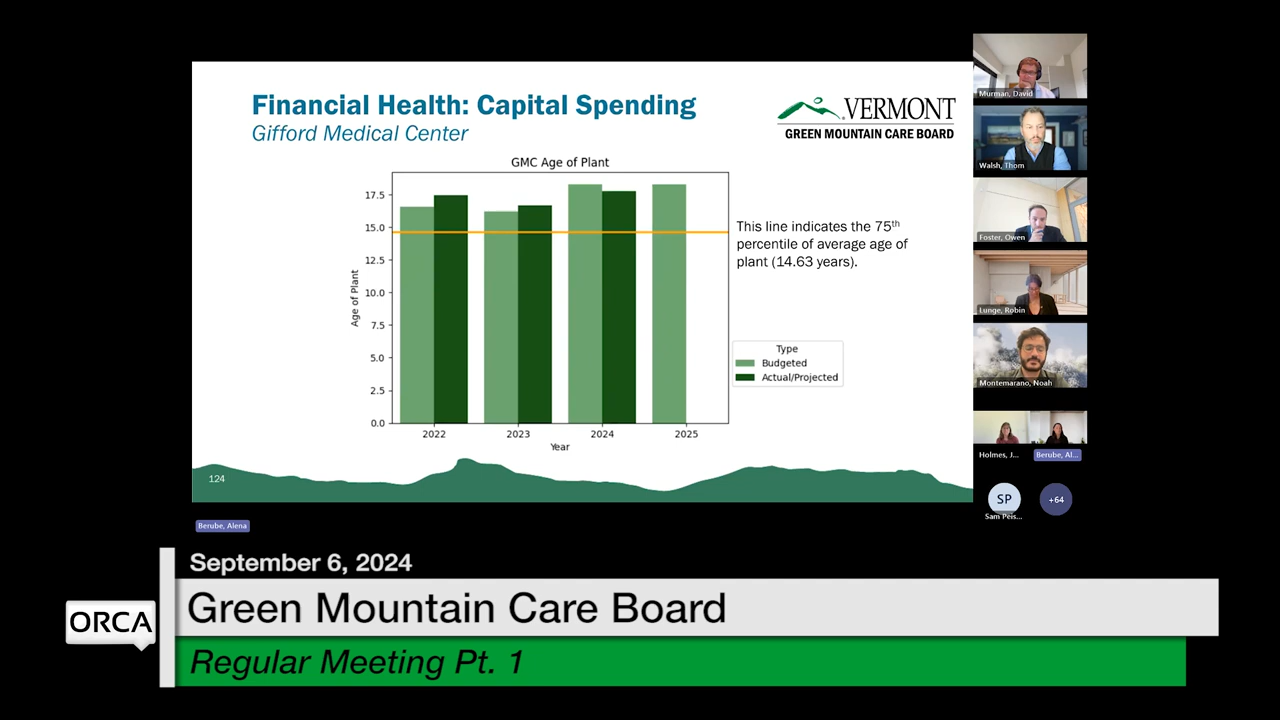 Financial Health: Capital Spending
Gifford Medical Center
VERMONT
GREEN MOUNTAIN CARE BOARD
GMC Age of Plant
17.5
15.0
12.5
10.0
7.5
5.0
2.5
0.0
Age of Plant
2022
2023
2024
2025
Year
This line indicates the 75th
percentile of average age of
plant (14.63 years).
Type
Budgeted
Actual/Projected
124
Murman, David
Walsh, Thom
Foster, Owen
Lunge, Robin
Montemarano, Noah
Holmes, J...
Berube, Al...
SP
Sam Peis...
+64
Berube, Alena
September 6, 2024
ORCA
Green Mountain Care Board
Regular Meeting Pt. 1